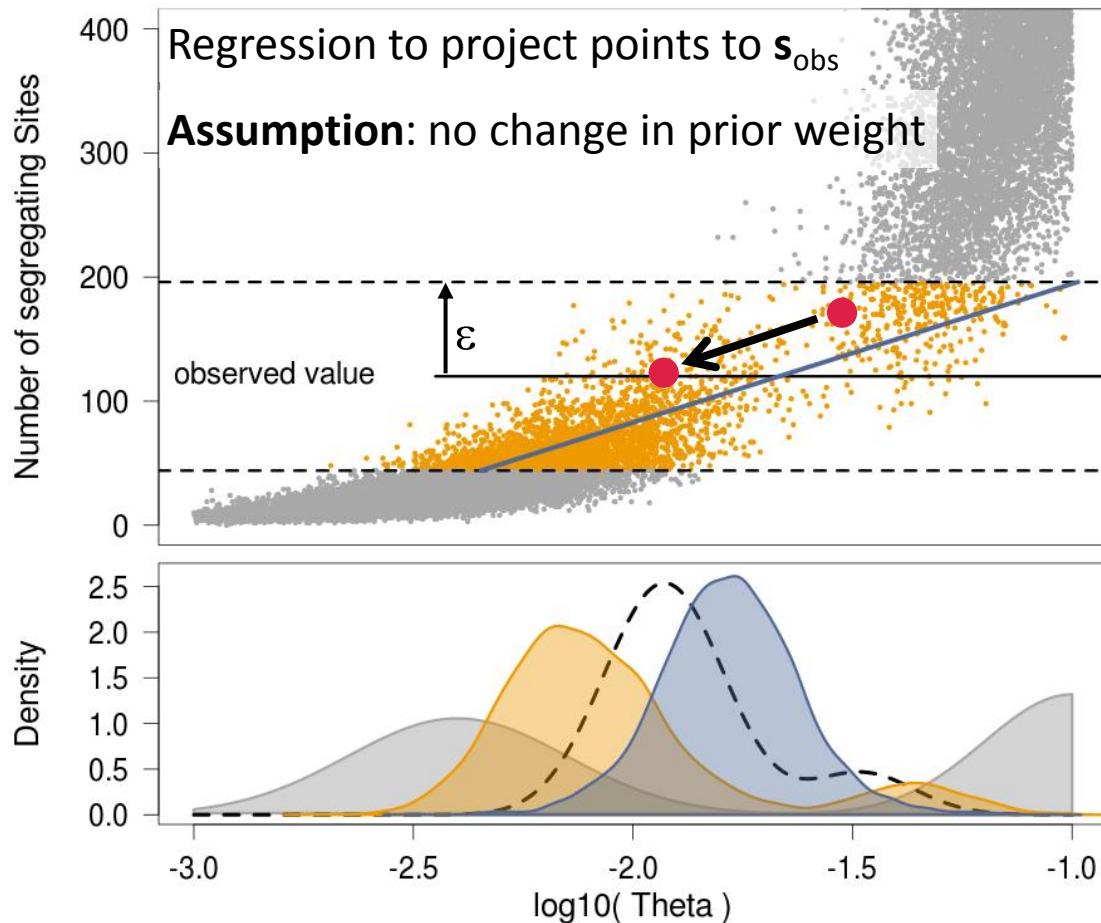 Regression to project points to sobs
Assumption: no change in prior weight
Number of segregating Sites
400
300
200
100
0
ε
observed value
Density
2.5
2.0
1.5
1.0
0.5
0.0
-3.0 -2.5 -2.0 -1.5 -1.0
log10( Theta )